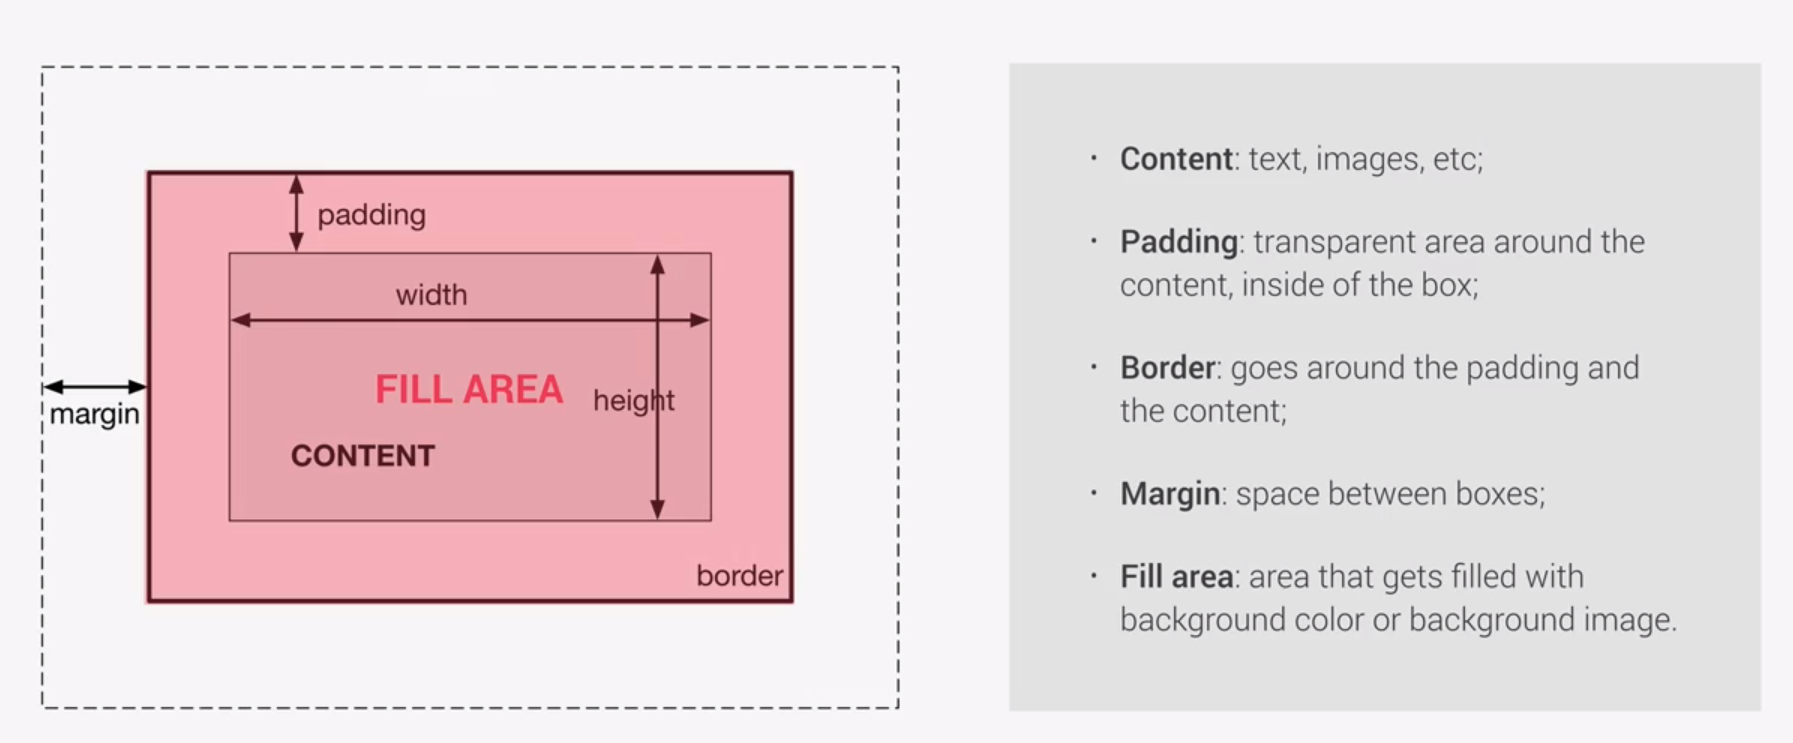 padding
width
FILL AREA
height
margin
CONTENT
border
· Content: text, images, etc;
· Padding: transparent area around the
content, inside of the box;
· Border: goes around the padding and
the content;
· Margin: space between boxes;
· Fill area: area that gets filled with
background color or background image.